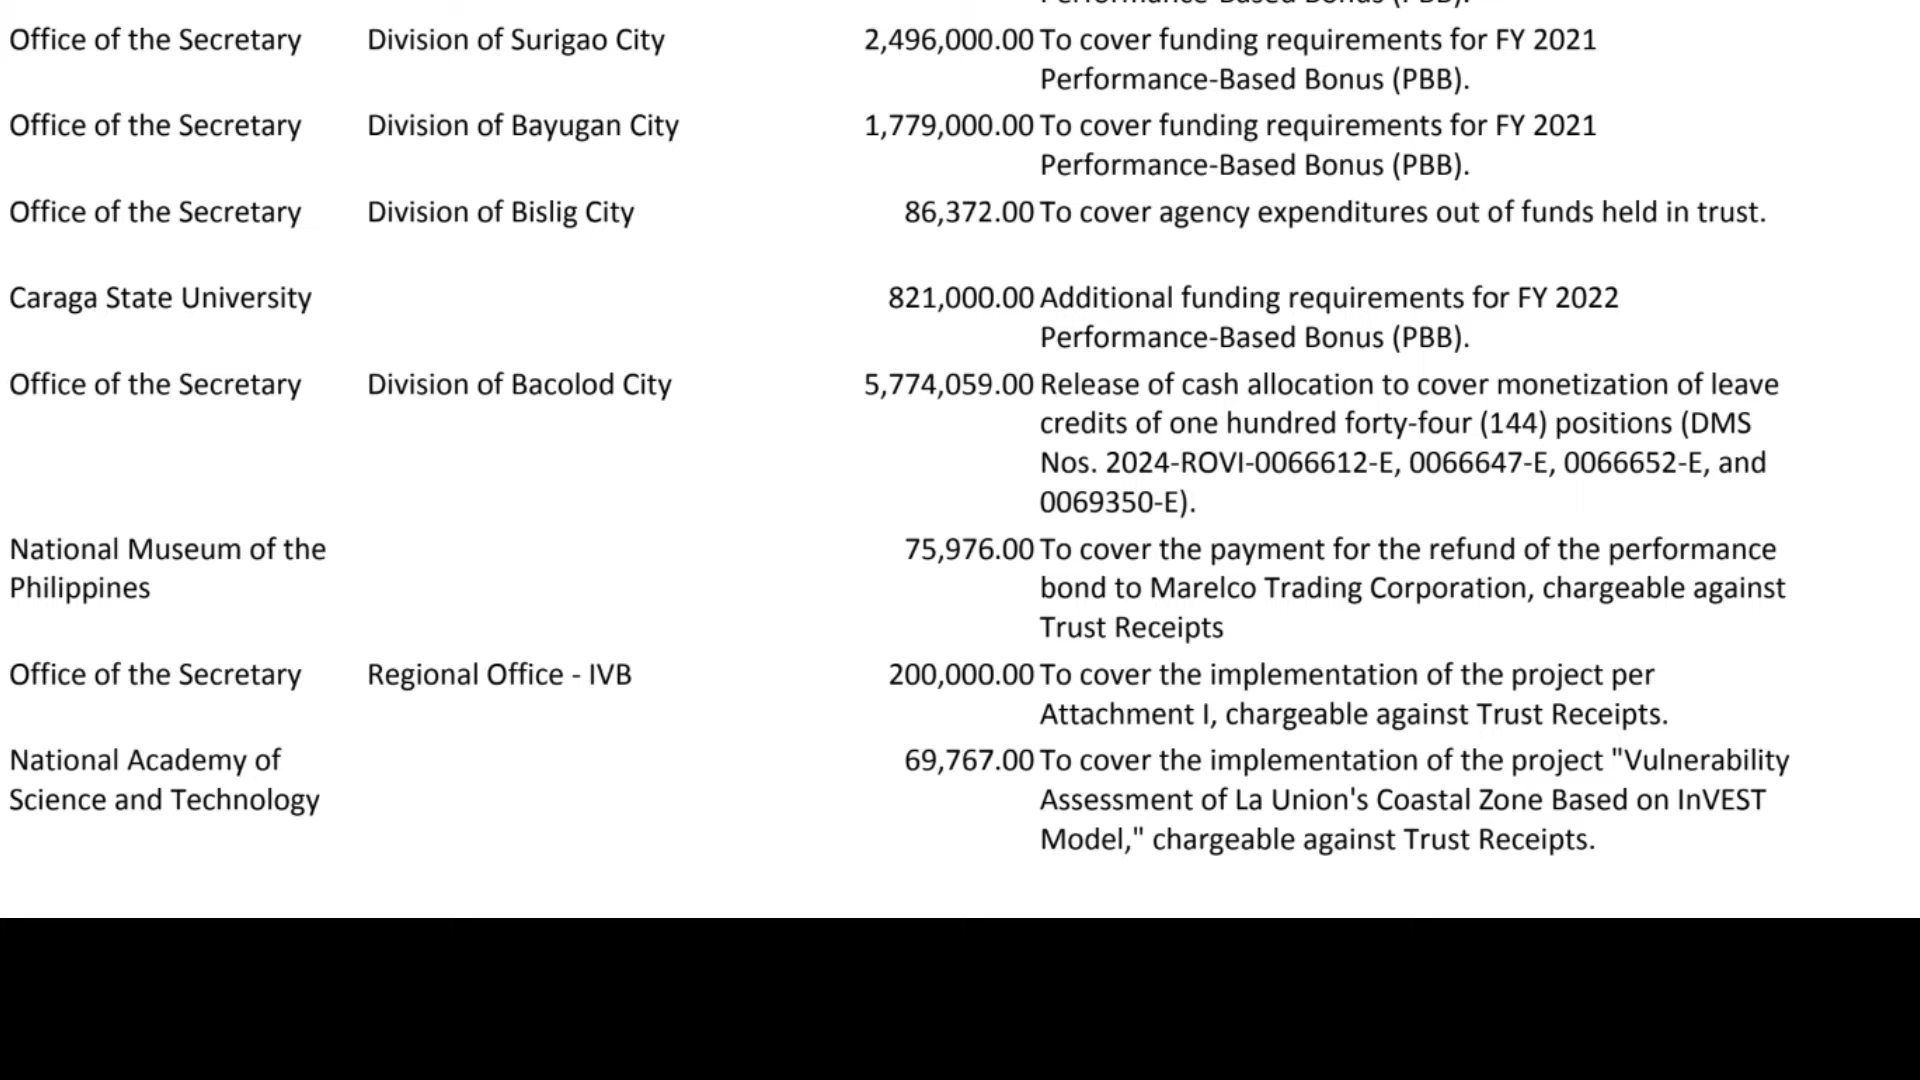 Performance-Based Bonus (PBB).
Office of the Secretary Division of Surigao City 2,496,000.00 To cover funding requirements for FY 2021
Performance-Based Bonus (PBB).
Office of the Secretary Division of Bayugan City 1,779,000.00 To cover funding requirements for FY 2021
Performance-Based Bonus (PBB).
Office of the Secretary Division of Bislig City 86,372.00 To cover agency expenditures out of funds held in trust.
Caraga State University 821,000.00 Additional funding requirements for FY 2022
Performance-Based Bonus (PBB).
Office of the Secretary Division of Bacolod City 5,774,059.00 Release of cash allocation to cover monetization of leave
credits of one hundred forty-four (144) positions (DMS
Nos. 2024-ROVI-0066612-E, 0066647-E, 0066652-E, and
0069350-E).
National Museum of the 75,976.00 To cover the payment for the refund of the performance
Philippines bond to Marelco Trading Corporation, chargeable against
Trust Receipts
Office of the Secretary Regional Office - IVB 200,000.00 To cover the implementation of the project per
Attachment I, chargeable against Trust Receipts.
National Academy of 69,767.00 To cover the implementation of the project "Vulnerability
Science and Technology Assessment of La Union's Coastal Zone Based on InVEST
Model," chargeable against Trust Receipts.